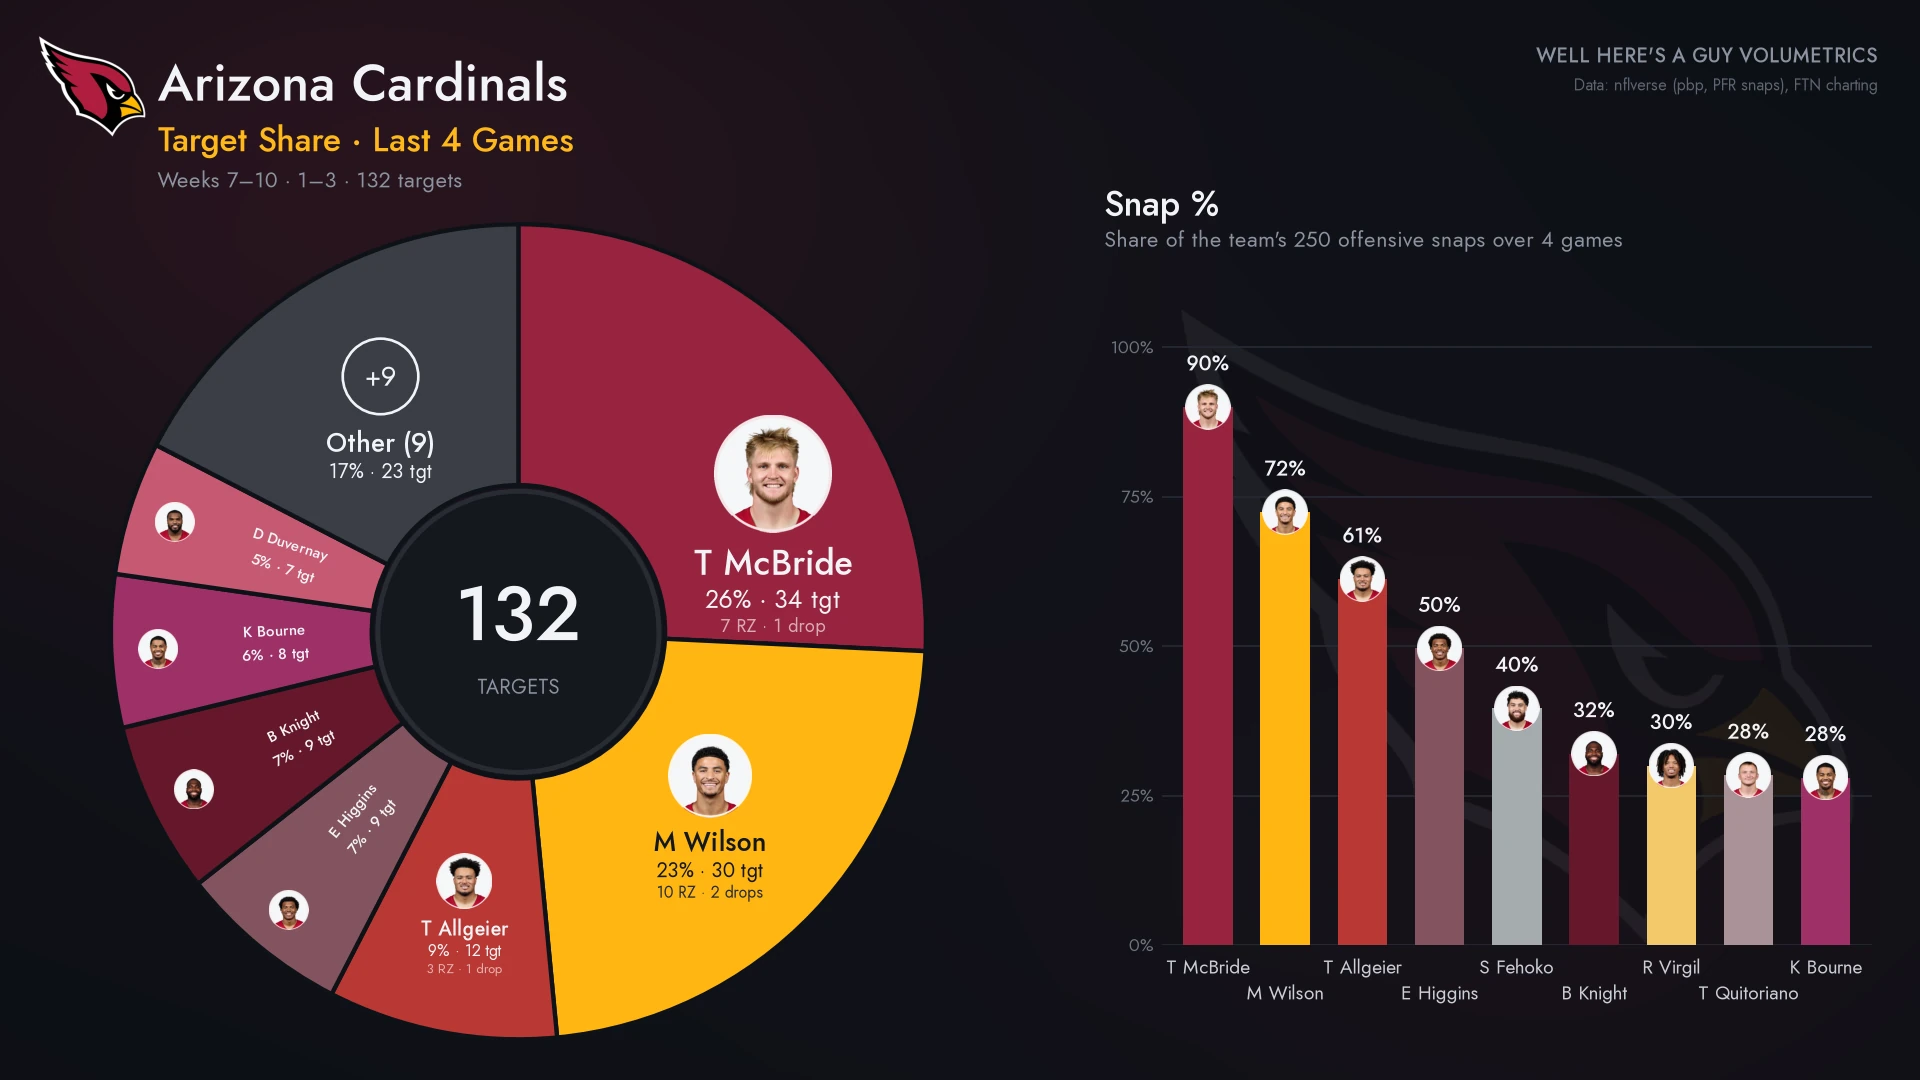 Arizona Cardinals
Target Share · Last 4 Games
Weeks 7–10 · 1–3 · 132 targets
WELL HERE'S A GUY VOLUMETRICS
Data: nflverse (pbp, PFR snaps), FTN charting
+9
Other (9)
17% · 23 tgt
T McBride
26% · 34 tgt
7 RZ · 1 drop
D Duvernay
5% · 7 tgt
K Bourne
6% · 8 tgt
B Knight
7% · 9 tgt
E Higgins
7% · 9 tgt
T Allgeier
9% · 12 tgt
3 RZ · 1 drop
M Wilson
23% · 30 tgt
10 RZ · 2 drops
132
TARGETS
Snap %
Share of the team's 250 offensive snaps over 4 games
100%
75%
50%
25%
0%
90%
72%
61%
50%
40%
32%
30%
28%
28%
T McBride
M Wilson
T Allgeier
E Higgins
S Fehoko
B Knight
R Virgil
T Quitoriano
K Bourne